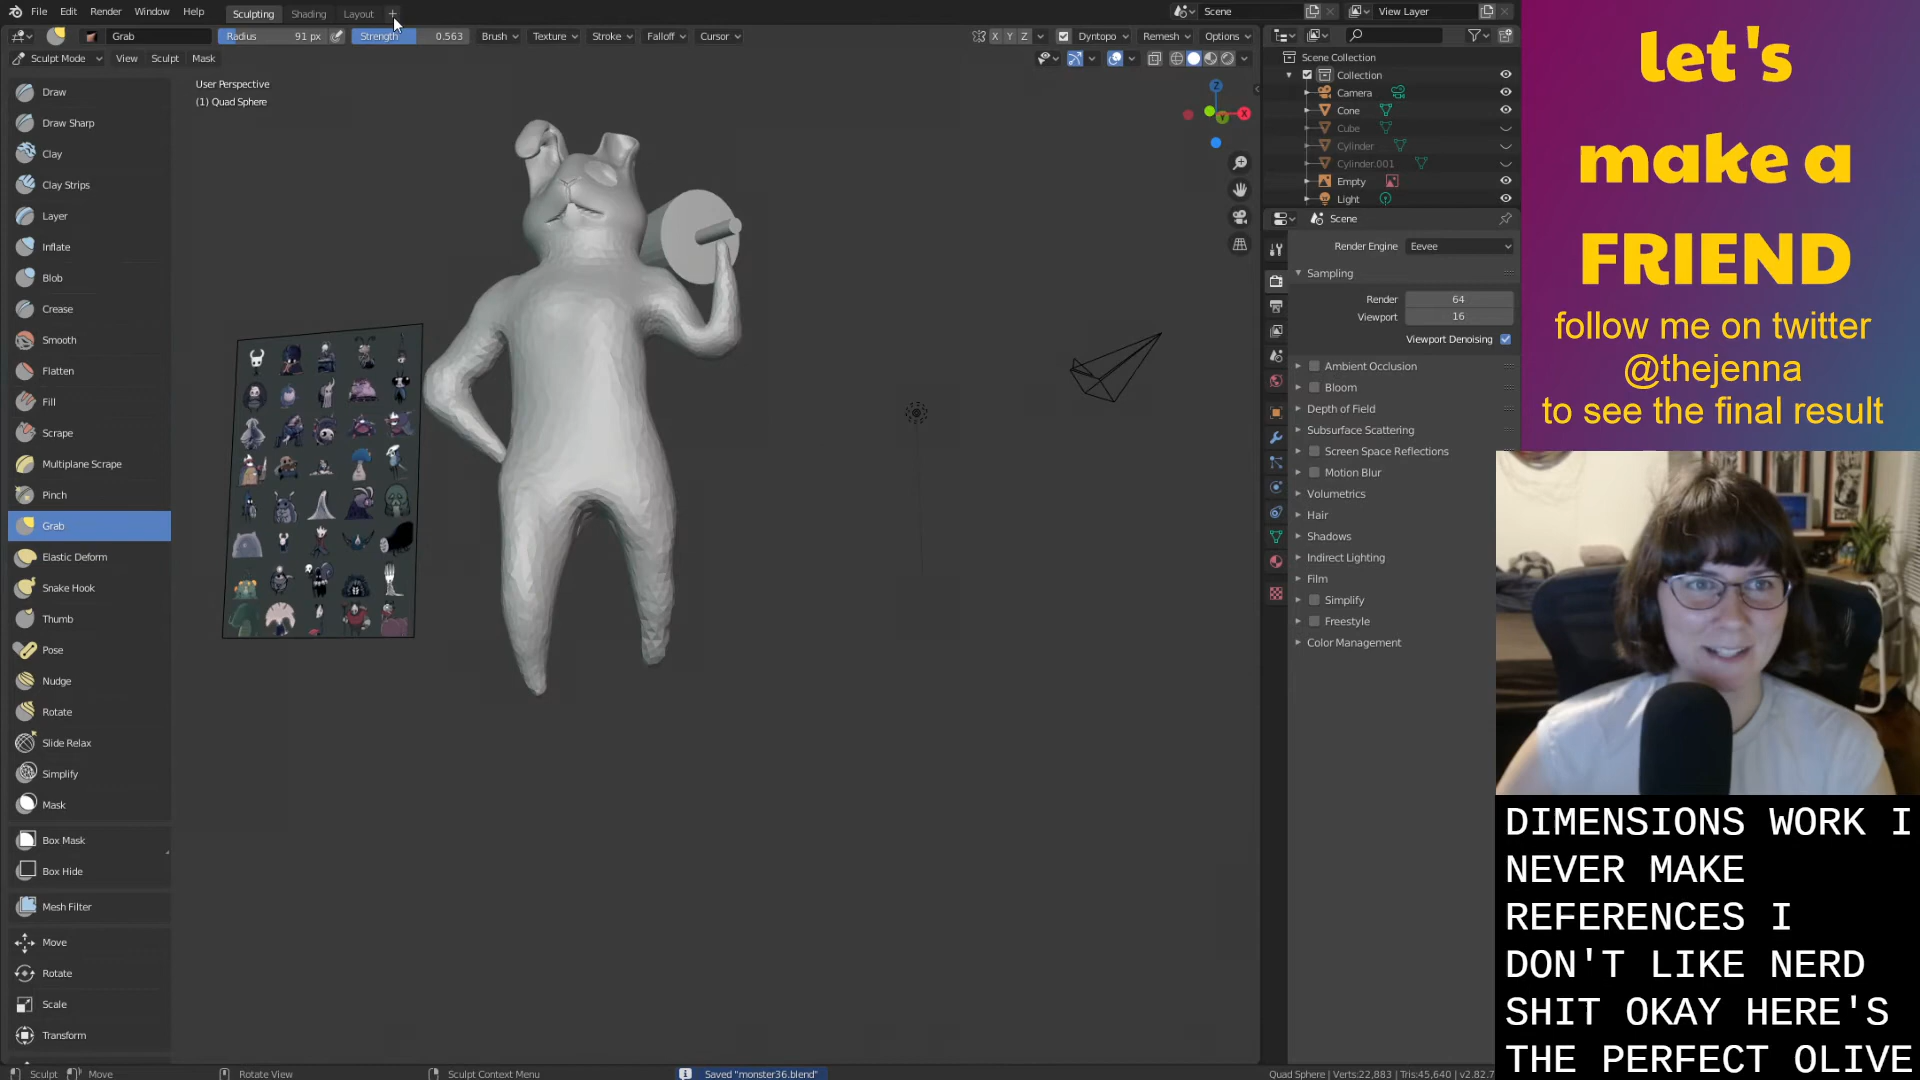 File Edit Render Window Help Sculpting Shading Layout + Scene View Layer
Grab Radius 91 px Strength 0.563 Brush Texture Stroke Falloff Cursor X Y Z Dyntopo Remesh Options
Sculpt Mode View Sculpt Mask
User Perspective
(1) Quad Sphere
Draw
Draw Sharp
Clay
Clay Strips
Layer
Inflate
Blob
Crease
Smooth
Flatten
Fill
Scrape
Multiplane Scrape
Pinch
Grab
Elastic Deform
Snake Hook
Thumb
Pose
Nudge
Rotate
Slide Relax
Simplify
Mask
Box Mask
Box Hide
Mesh Filter
Move
Rotate
Scale
Transform
Z
X
Y
Scene Collection
Collection
Camera
Cone
Cube
Cylinder
Cylinder.001
Empty
Light
Scene
Render Engine Eevee
Sampling
Render 64
Viewport 16
Viewport Denoising
Ambient Occlusion
Bloom
Depth of Field
Subsurface Scattering
Screen Space Reflections
Motion Blur
Volumetrics
Hair
Shadows
Indirect Lighting
Film
Simplify
Freestyle
Color Management
let's
make a
FRIEND
follow me on twitter
@thejenna
to see the final result
DIMENSIONS WORK I
NEVER MAKE
REFERENCES I
DON'T LIKE NERD
SHIT OKAY HERE'S
THE PERFECT OLIVE
Sculpt Move Rotate View Sculpt Context Menu Saved "monster36.blend" Quad Sphere | Verts:22,883 | Tris:45,640 | v2.82.7